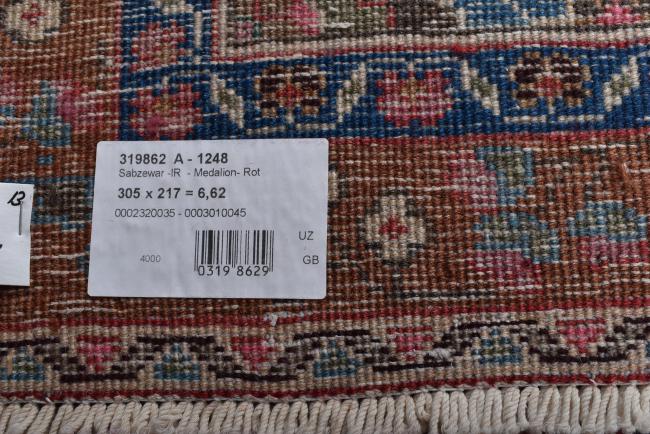 319862 A - 1248
Sabzewar -IR - Medalion- Rot
305 x 217 = 6,62
0002320035 - 0003010045
UZ
4000
GB
0319 8629